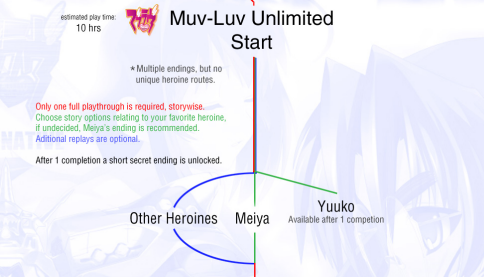 estimated play time:
10 hrs
Muv-Luv Unlimited
Start
*Multiple endings, but no
unique heroine routes.
Only one full playthrough is required, storywise.
Choose story options relating to your favorite heroine,
if undecided, Meiya's ending is recommended.
Aditional replays are optional.
After 1 completion a short secret ending is unlocked.
Other Heroines
Meiya
Yuuko
Available after 1 competion